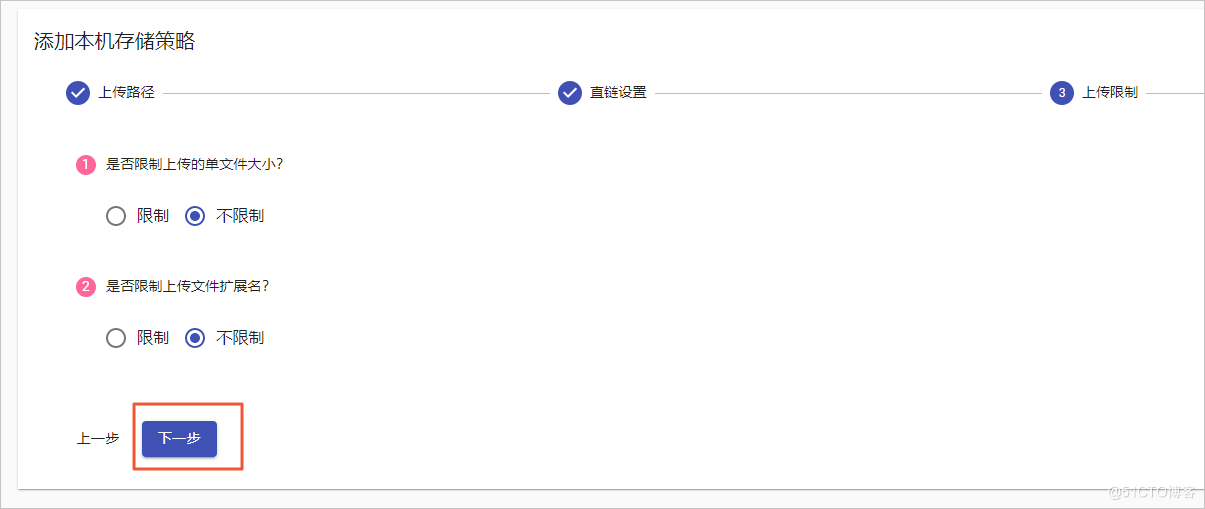 添加本机存储策略
上传路径
直链设置
3 上传限制
1 是否限制上传的单文件大小?
限制 不限制
2 是否限制上传文件扩展名?
限制 不限制
上一步 下一步
@51CTO博客